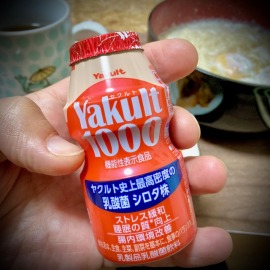 Yakult
ヤクルト
Yakult
1000
機能性表示食品
ヤクルト史上最高密度の
乳酸菌 シロタ株
ストレス緩和
睡眠の質向上
腸内環境改善
乳製品乳酸菌飲料